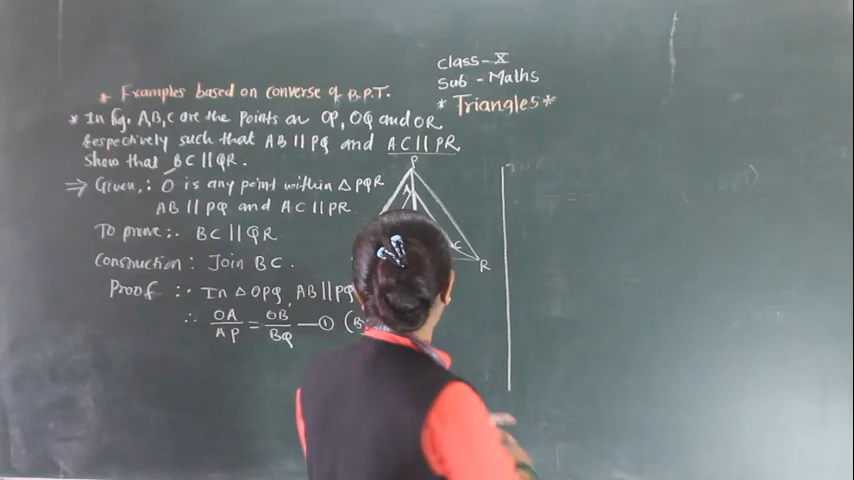 Class - X
Sub - Maths
* Triangles *
* Examples based on converse of B.P.T.
* In fig. A,B,C are the points on OP, OQ and OR
Respectively such that AB || PQ and AC || PR
Show that BC || QR.
⇒ Given :. O is any point within △ PQR
AB || PQ and AC || PR
To prove :. BC || QR
Construction : Join BC.
Proof :. In △ OPQ, AB || PQ
∴ OA/AP = OB/BQ — ① (B
P
A
C
R